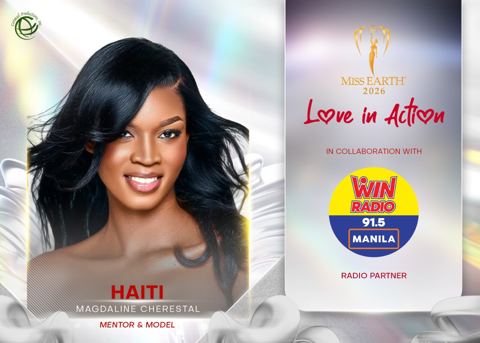 HAITI
MAGDALINE CHERESTAL
MENTOR & MODEL
MISS EARTH
2026
Love in Action
IN COLLABORATION WITH
WIN
RADIO
91.5
MANILA
RADIO PARTNER